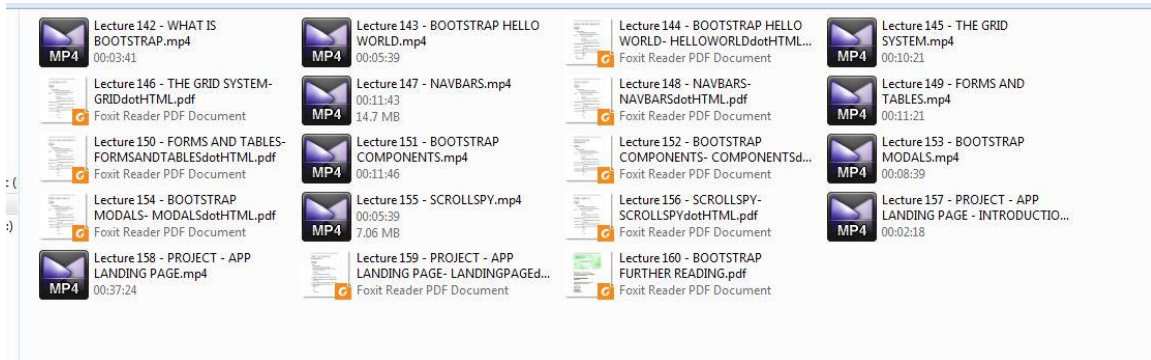 Lecture 142 - WHAT IS
BOOTSTRAP.mp4
00:03:41
MP4
Lecture 143 - BOOTSTRAP HELLO
WORLD.mp4
00:05:39
MP4
Lecture 144 - BOOTSTRAP HELLO
WORLD- HELLOWORLDdotHTML...
Foxit Reader PDF Document
Lecture 145 - THE GRID
SYSTEM.mp4
00:10:21
MP4
Lecture 146 - THE GRID SYSTEM-
GRIDdotHTML.pdf
Foxit Reader PDF Document
Lecture 147 - NAVBARS.mp4
00:11:43
14.7 MB
MP4
Lecture 148 - NAVBARS-
NAVBARSdotHTML.pdf
Foxit Reader PDF Document
Lecture 149 - FORMS AND
TABLES.mp4
00:11:21
MP4
Lecture 150 - FORMS AND TABLES-
FORMSANDTABLESdotHTML.pdf
Foxit Reader PDF Document
Lecture 151 - BOOTSTRAP
COMPONENTS.mp4
00:11:46
MP4
Lecture 152 - BOOTSTRAP
COMPONENTS- COMPONENTSd...
Foxit Reader PDF Document
Lecture 153 - BOOTSTRAP
MODALS.mp4
00:08:39
MP4
: (
Lecture 154 - BOOTSTRAP
MODALS- MODALSdotHTML.pdf
Foxit Reader PDF Document
Lecture 155 - SCROLLSPY.mp4
00:05:39
7.06 MB
MP4
Lecture 156 - SCROLLSPY-
SCROLLSPYdotHTML.pdf
Foxit Reader PDF Document
Lecture 157 - PROJECT - APP
LANDING PAGE - INTRODUCTIO...
00:02:18
MP4
:)
Lecture 158 - PROJECT - APP
LANDING PAGE.mp4
00:37:24
MP4
Lecture 159 - PROJECT - APP
LANDING PAGE- LANDINGPAGEd...
Foxit Reader PDF Document
Lecture 160 - BOOTSTRAP
FURTHER READING.pdf
Foxit Reader PDF Document